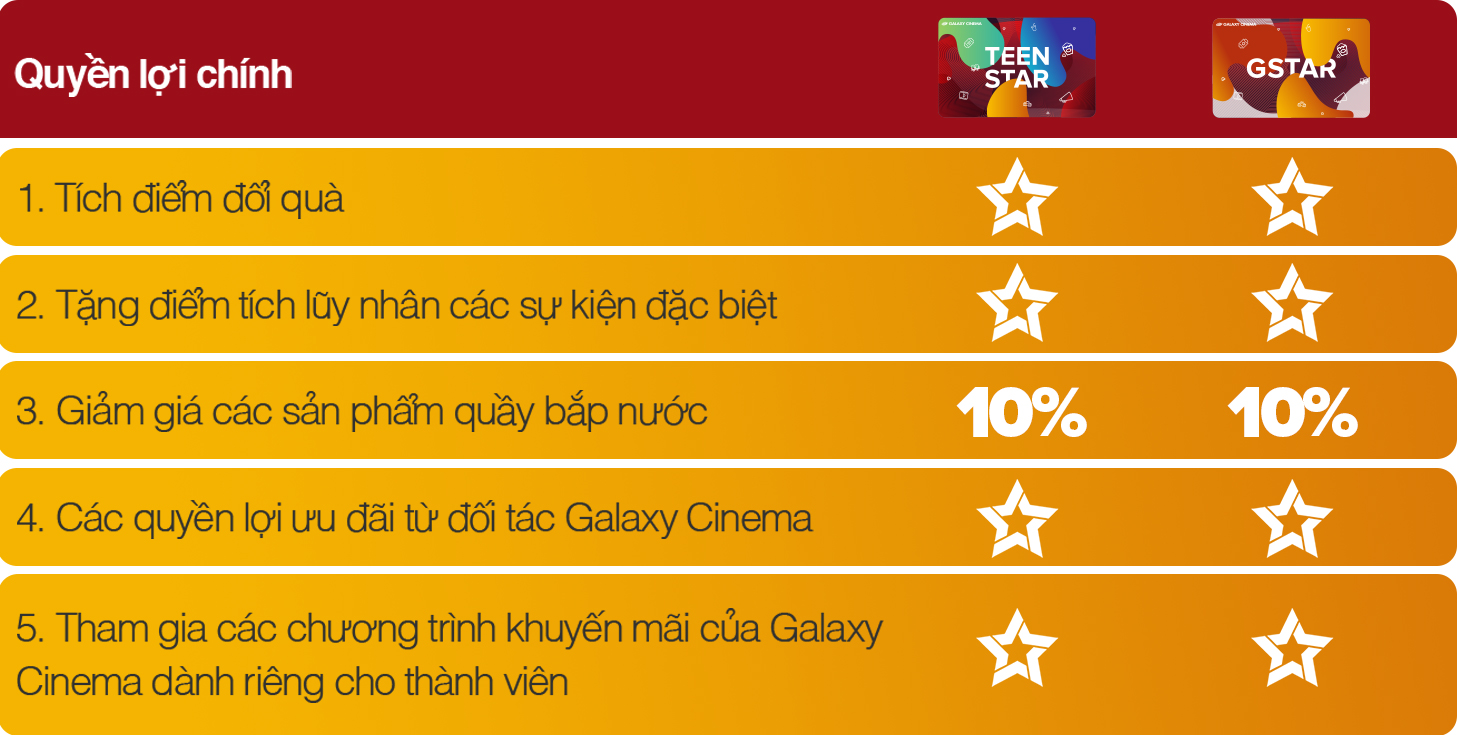 GALAXY CINEMA
GALAXY CINEMA
Quyền lợi chính
TEEN
STAR
GSTAR
1. Tích điểm đổi quà
2. Tặng điểm tích lũy nhân các sự kiện đặc biệt
3. Giảm giá các sản phẩm quầy bắp nước
10%
10%
4. Các quyền lợi ưu đãi từ đối tác Galaxy Cinema
5. Tham gia các chương trình khuyến mãi của Galaxy
Cinema dành riêng cho thành viên